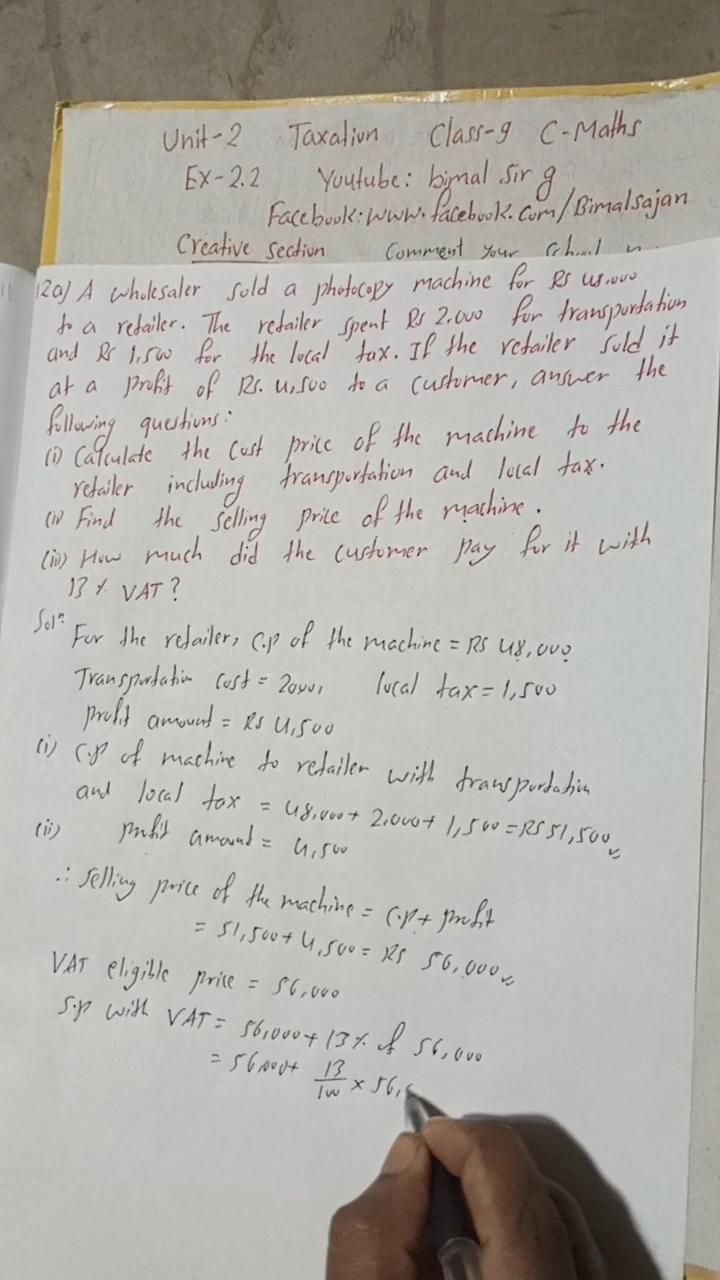 Unit-2 Taxation Class-9 C-Maths
Ex-2.2 Youtube: bimal sir g
Facebook: www.facebook.com/Bimalsajan
Creative section Comment your school n
12a) A wholesaler sold a photocopy machine for Rs 48,000
to a retailer. The retailer spent Rs 2,000 for transportation
and Rs 1,500 for the local tax. If the retailer sold it
at a profit of Rs. 4,500 to a customer, answer the
following questions:
(i) Calculate the cost price of the machine to the
retailer including transportation and local tax.
(ii) Find the selling price of the machine.
(iii) How much did the customer pay for it with
13% VAT?
Solⁿ
For the retailer, C.P of the machine = Rs 48,000
Transportation cost = 2000, local tax = 1,500
profit amount = Rs 4,500
(i) C.P of machine to retailer with transportation
and local tax = 48,000 + 2,000 + 1,500 = RS 51,500
(ii) profit amount = 4,500
∴ Selling price of the machine = C.P + profit
= 51,500 + 4,500 = RS 56,000
VAT eligible price = 56,000
S.P with VAT = 56,000 + 13% of 56,000
= 56,000 + 13/100 × 56,